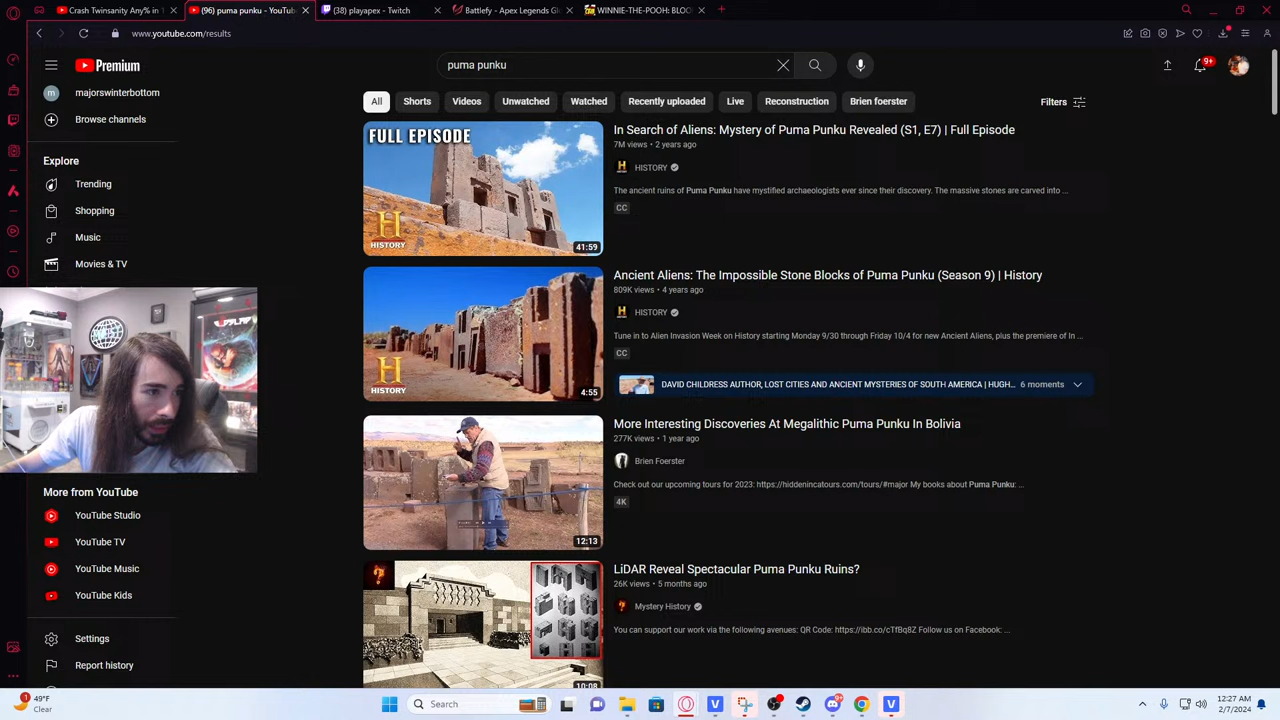 Crash Twinsanity Any% in
(96) puma punku - YouTube
(38) playapex - Twitch
Battlefy - Apex Legends Gl
WINNIE-THE-POOH: BLOO
www.youtube.com/results
Premium
puma punku
9+
m majorswinterbottom
Browse channels
All
Shorts
Videos
Unwatched
Watched
Recently uploaded
Live
Reconstruction
Brien foerster
Filters
Explore
Trending
Shopping
Music
Movies & TV
FULL EPISODE
H
HISTORY
41:59
In Search of Aliens: Mystery of Puma Punku Revealed (S1, E7) | Full Episode
7M views • 2 years ago
HISTORY
The ancient ruins of Puma Punku have mystified archaeologists ever since their discovery. The massive stones are carved into ...
CC
H
HISTORY
4:55
Ancient Aliens: The Impossible Stone Blocks of Puma Punku (Season 9) | History
809K views • 4 years ago
HISTORY
Tune in to Alien Invasion Week on History starting Monday 9/30 through Friday 10/4 for new Ancient Aliens, plus the premiere of In ...
CC
DAVID CHILDRESS AUTHOR, LOST CITIES AND ANCIENT MYSTERIES OF SOUTH AMERICA | HUGH...
6 moments
12:13
More Interesting Discoveries At Megalithic Puma Punku In Bolivia
277K views • 1 year ago
Brien Foerster
Check out our upcoming tours for 2023: https://hiddenincatours.com/tours/#major My books about Puma Punku: ...
4K
More from YouTube
YouTube Studio
YouTube TV
YouTube Music
YouTube Kids
Settings
Report history
?
10:08
LiDAR Reveal Spectacular Puma Punku Ruins?
26K views • 5 months ago
Mystery History
You can support our work via the following avenues: QR Code: https://ibb.co/cTfBq8Z Follow us on Facebook: ...
1
49°F
Clear
Search
9+
12:27 AM
2/7/2024